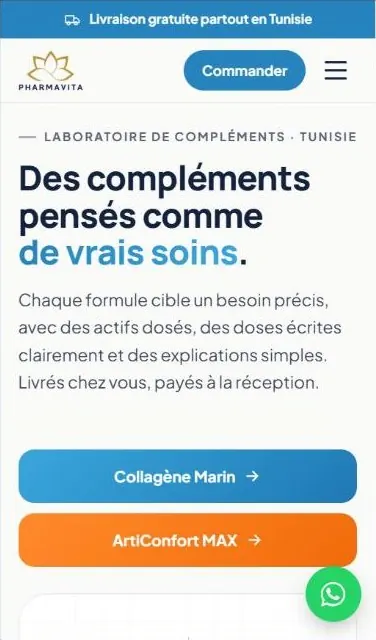 Livraison gratuite partout en Tunisie
PHARMAVITA
Commander
LABORATOIRE DE COMPLÉMENTS · TUNISIE
Des compléments
pensés comme
de vrais soins.
Chaque formule cible un besoin précis,
avec des actifs dosés, des doses écrites
clairement et des explications simples.
Livrés chez vous, payés à la réception.
Collagène Marin →
ArtiConfort MAX →